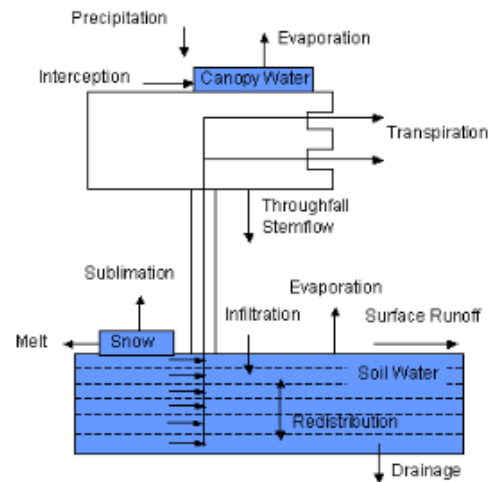 Precipitation
Evaporation
Interception
Canopy Water
Transpiration
Throughfall
Stemflow
Sublimation
Evaporation
Infiltration
Surface Runoff
Melt
Snow
Soil Water
Redistribution
Drainage